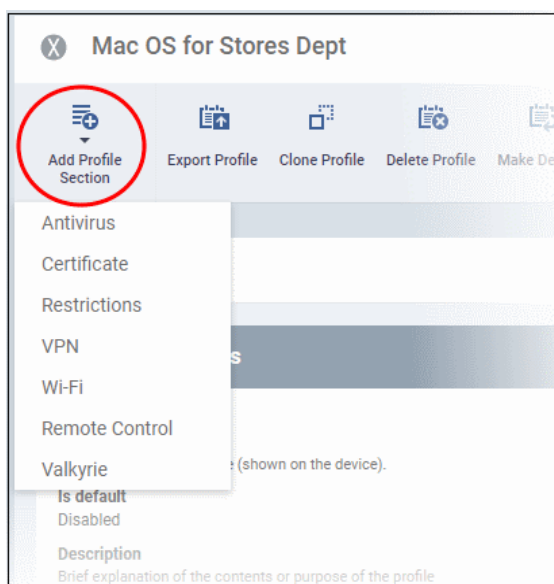 Mac OS for Stores Dept
Add Profile
Section
Export Profile
Clone Profile
Delete Profile
Make De
Antivirus
Certificate
Restrictions
VPN
Wi-Fi
Remote Control
Valkyrie
s
(shown on the device).
Is default
Disabled
Description
Brief explanation of the contents or purpose of the profile